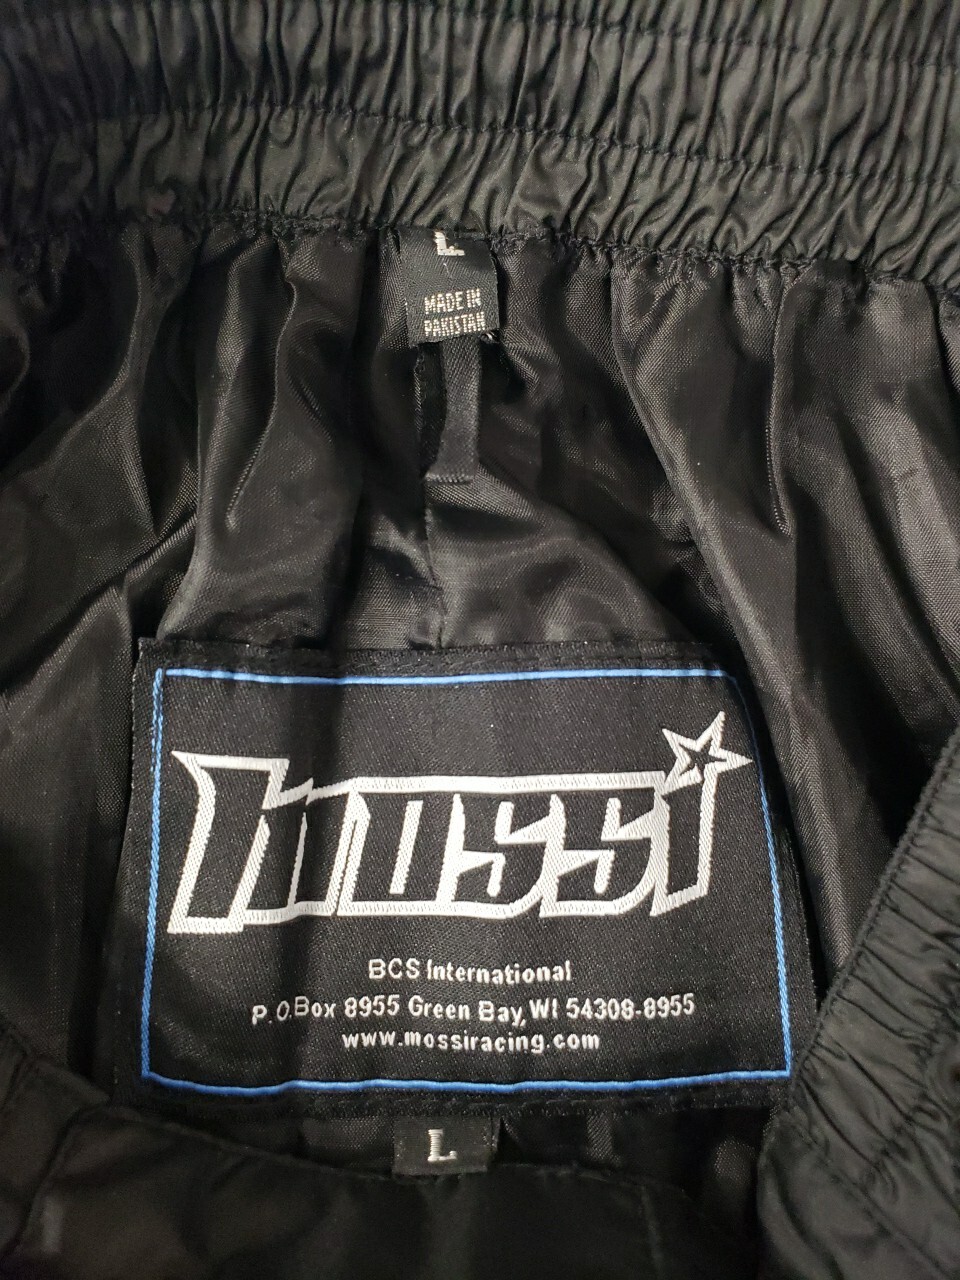 L
MADE IN
PAKISTAN
mossi
BCS International
P.O.Box 8955 Green Bay, WI 54308-8955
www.mossiracing.com
L